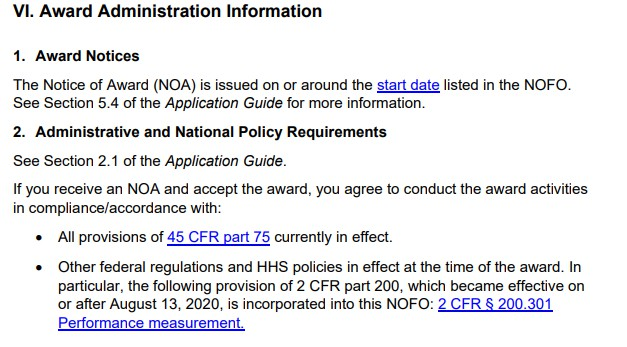 VI. Award Administration Information
1. Award Notices
The Notice of Award (NOA) is issued on or around the start date listed in the NOFO.
See Section 5.4 of the Application Guide for more information.
2. Administrative and National Policy Requirements
See Section 2.1 of the Application Guide.
If you receive an NOA and accept the award, you agree to conduct the award activities
in compliance/accordance with:
• All provisions of 45 CFR part 75 currently in effect.
• Other federal regulations and HHS policies in effect at the time of the award. In
particular, the following provision of 2 CFR part 200, which became effective on
or after August 13, 2020, is incorporated into this NOFO: 2 CFR § 200.301
Performance measurement.